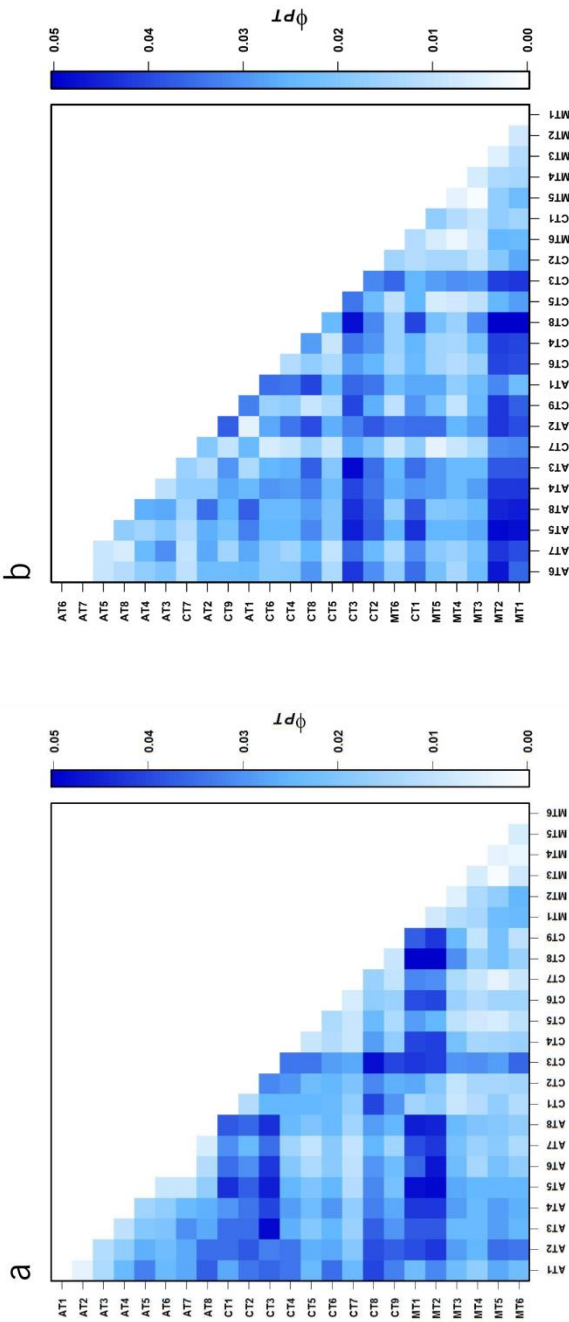 a
AT1
AT2
AT3
AT4
AT5
AT6
AT7
AT8
CT1
CT2
CT3
CT4
CT5
CT6
CT7
CT8
CT9
MT1
MT2
MT3
MT4
MT5
MT6
AT1 AT2 AT3 AT4 AT5 AT6 AT7 AT8 CT1 CT2 CT3 CT4 CT5 CT6 CT7 CT8 CT9 MT1 MT2 MT3 MT4 MT5 MT6
0.05
0.04
0.03
0.02
0.01
0.00
ϕPT
b
AT6
AT7
AT5
AT8
AT4
AT3
CT7
AT2
CT9
AT1
CT6
CT4
CT8
CT5
CT3
CT2
MT6
CT1
MT5
MT4
MT3
MT2
MT1
AT6 AT7 AT5 AT8 AT4 AT3 CT7 AT2 CT9 AT1 CT6 CT4 CT8 CT5 CT3 CT2 MT6 CT1 MT5 MT4 MT3 MT2 MT1
0.05
0.04
0.03
0.02
0.01
0.00
ϕPT